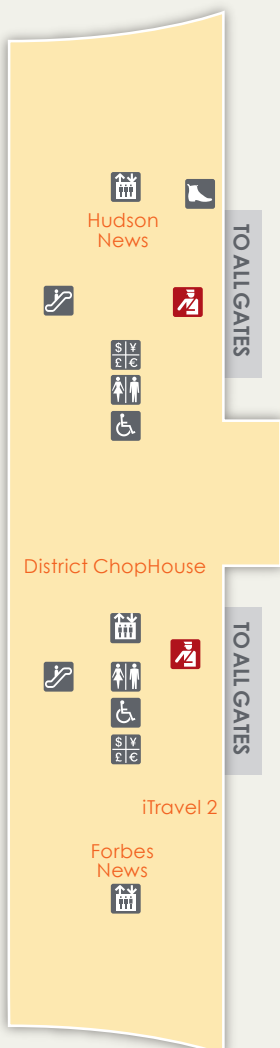 Hudson
News
TO ALL GATES
$ ¥
£ €
District ChopHouse
TO ALL GATES
$ ¥
£ €
iTravel 2
Forbes
News